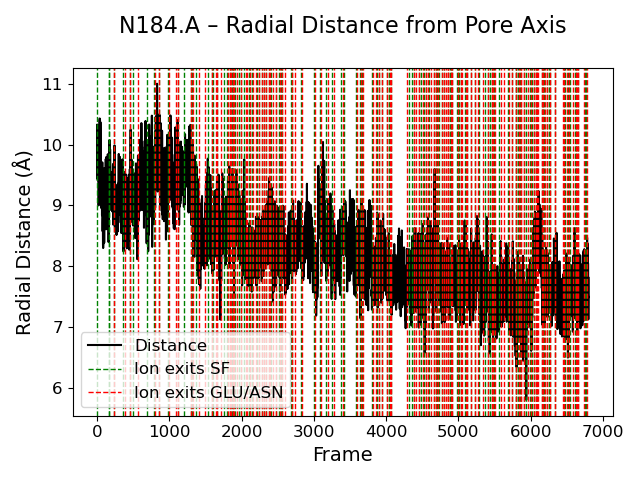 N184.A – Radial Distance from Pore Axis
Radial Distance (Å)
11
10
9
8
7
6
Distance
Ion exits SF
Ion exits GLU/ASN
0
1000
2000
3000
4000
5000
6000
7000
Frame